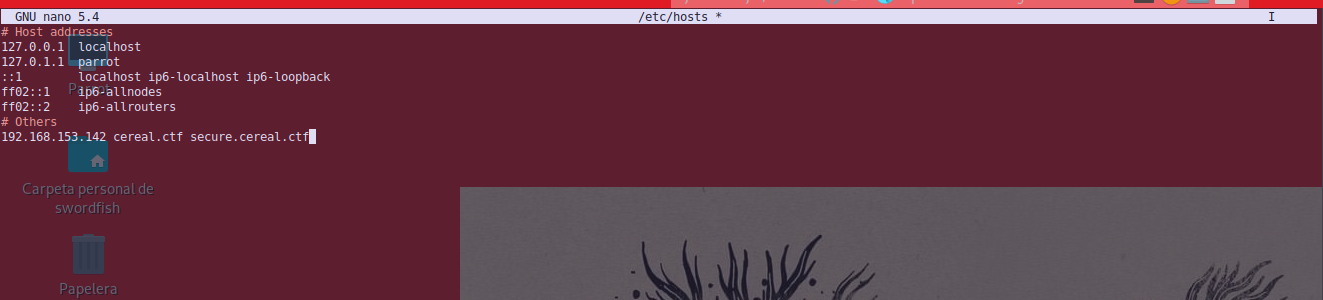 GNU nano 5.4 /etc/hosts * I
# Host addresses
127.0.0.1 localhost
127.0.1.1 parrot
::1 localhost ip6-localhost ip6-loopback
ff02::1 ip6-allnodes
ff02::2 ip6-allrouters
# Others
192.168.153.142 cereal.ctf secure.cereal.ctf
Parrot
Carpeta personal de
swordfish
Papelera